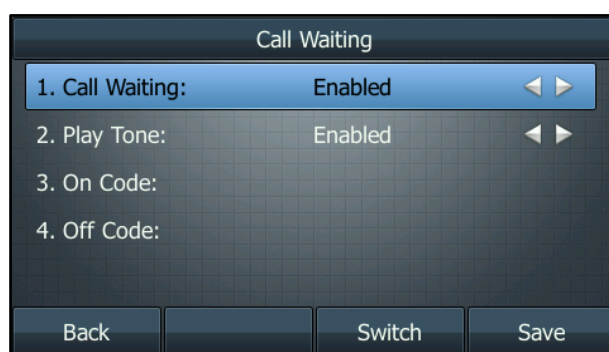 Call Waiting
1. Call Waiting: Enabled
2. Play Tone: Enabled
3. On Code:
4. Off Code:
Back Switch Save